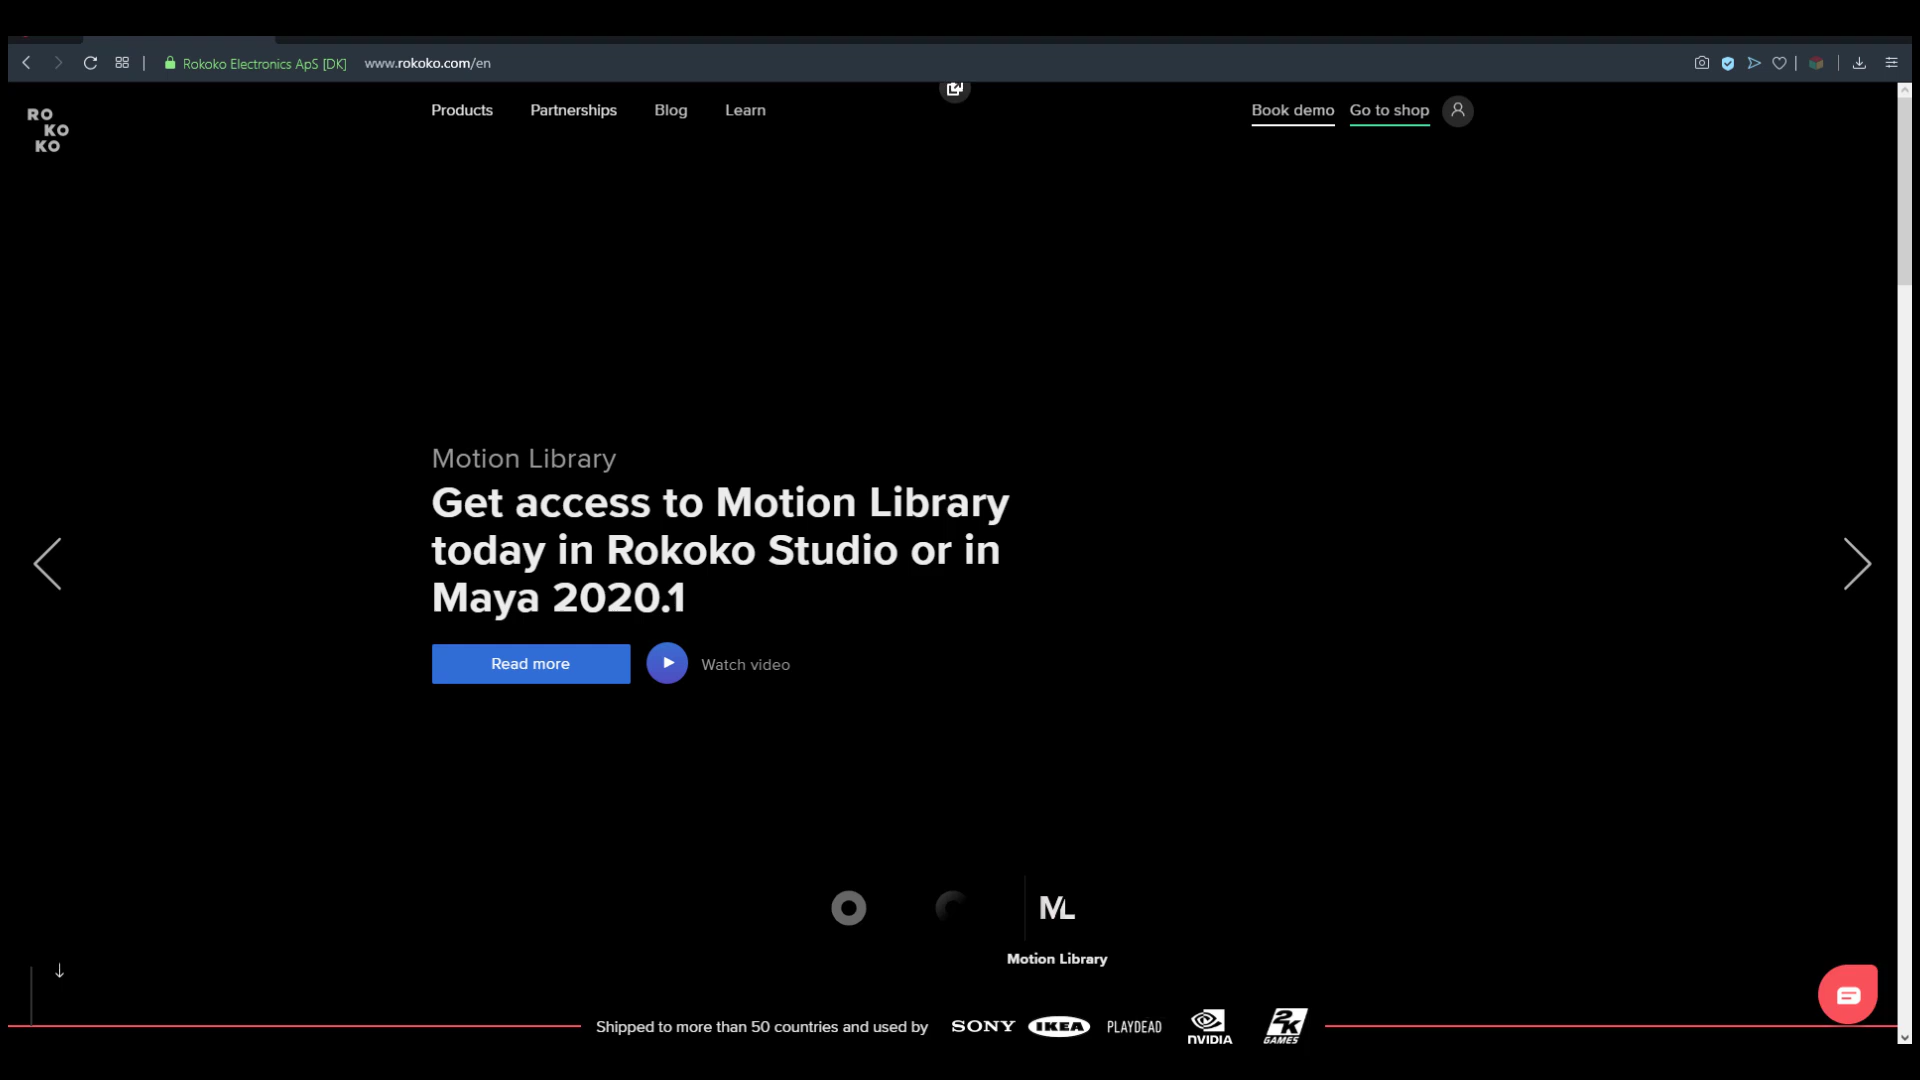 Rokoko Electronics ApS [DK] www.rokoko.com/en
RO
KO
KO
Products Partnerships Blog Learn
Book demo Go to shop
Motion Library
Get access to Motion Library
today in Rokoko Studio or in
Maya 2020.1
Read more Watch video
ML
Motion Library
Shipped to more than 50 countries and used by SONY IKEA PLAYDEAD NVIDIA 2K GAMES